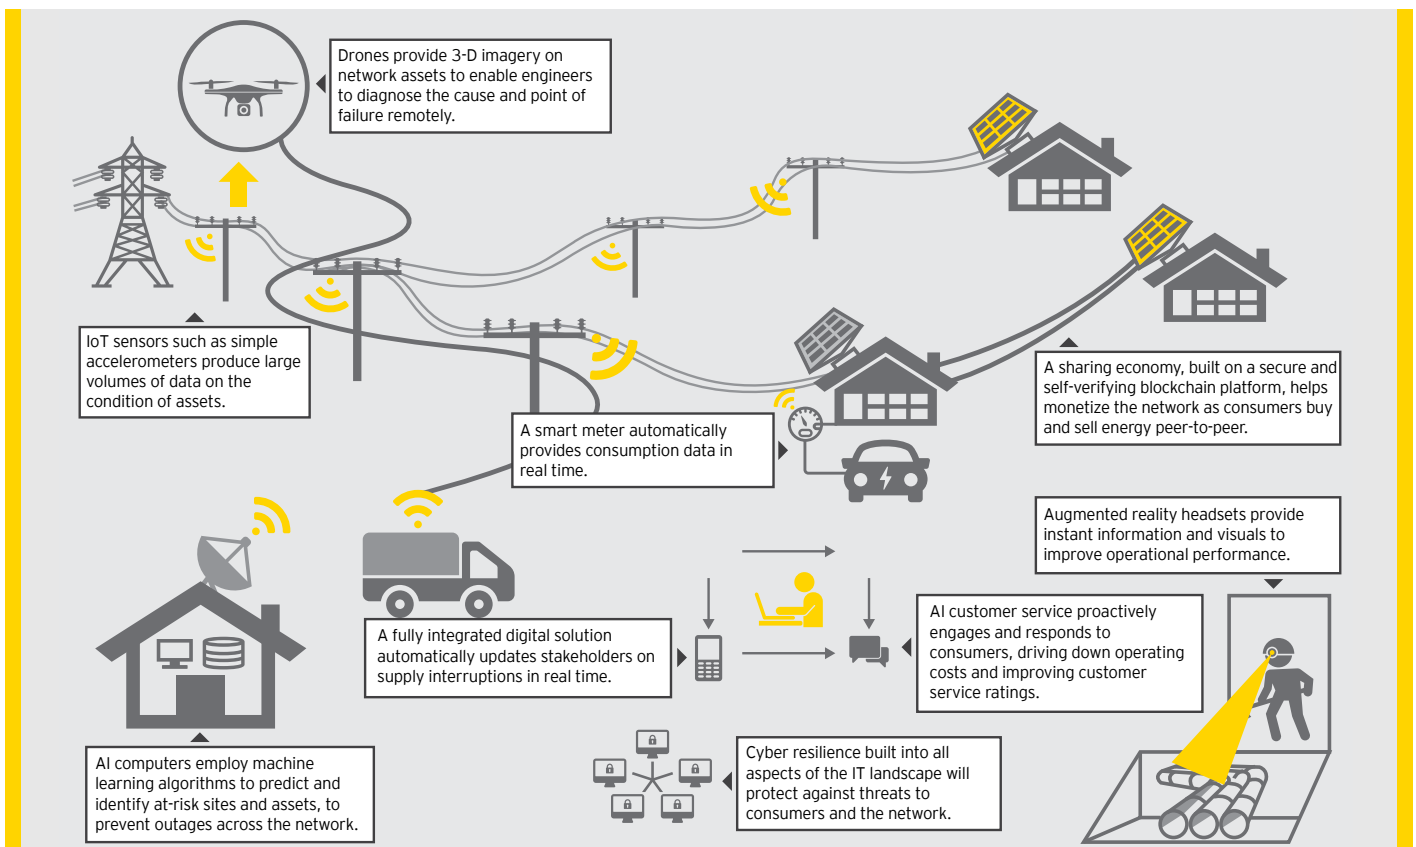 Drones provide 3-D imagery on
network assets to enable engineers
to diagnose the cause and point of
failure remotely.
IoT sensors such as simple
accelerometers produce large
volumes of data on the
condition of assets.
A sharing economy, built on a secure and
self-verifying blockchain platform, helps
monetize the network as consumers buy
and sell energy peer-to-peer.
A smart meter automatically
provides consumption data in
real time.
Augmented reality headsets provide
instant information and visuals to
improve operational performance.
A fully integrated digital solution
automatically updates stakeholders on
supply interruptions in real time.
AI customer service proactively
engages and responds to
consumers, driving down operating
costs and improving customer
service ratings.
AI computers employ machine
learning algorithms to predict and
identify at-risk sites and assets, to
prevent outages across the network.
Cyber resilience built into all
aspects of the IT landscape will
protect against threats to
consumers and the network.